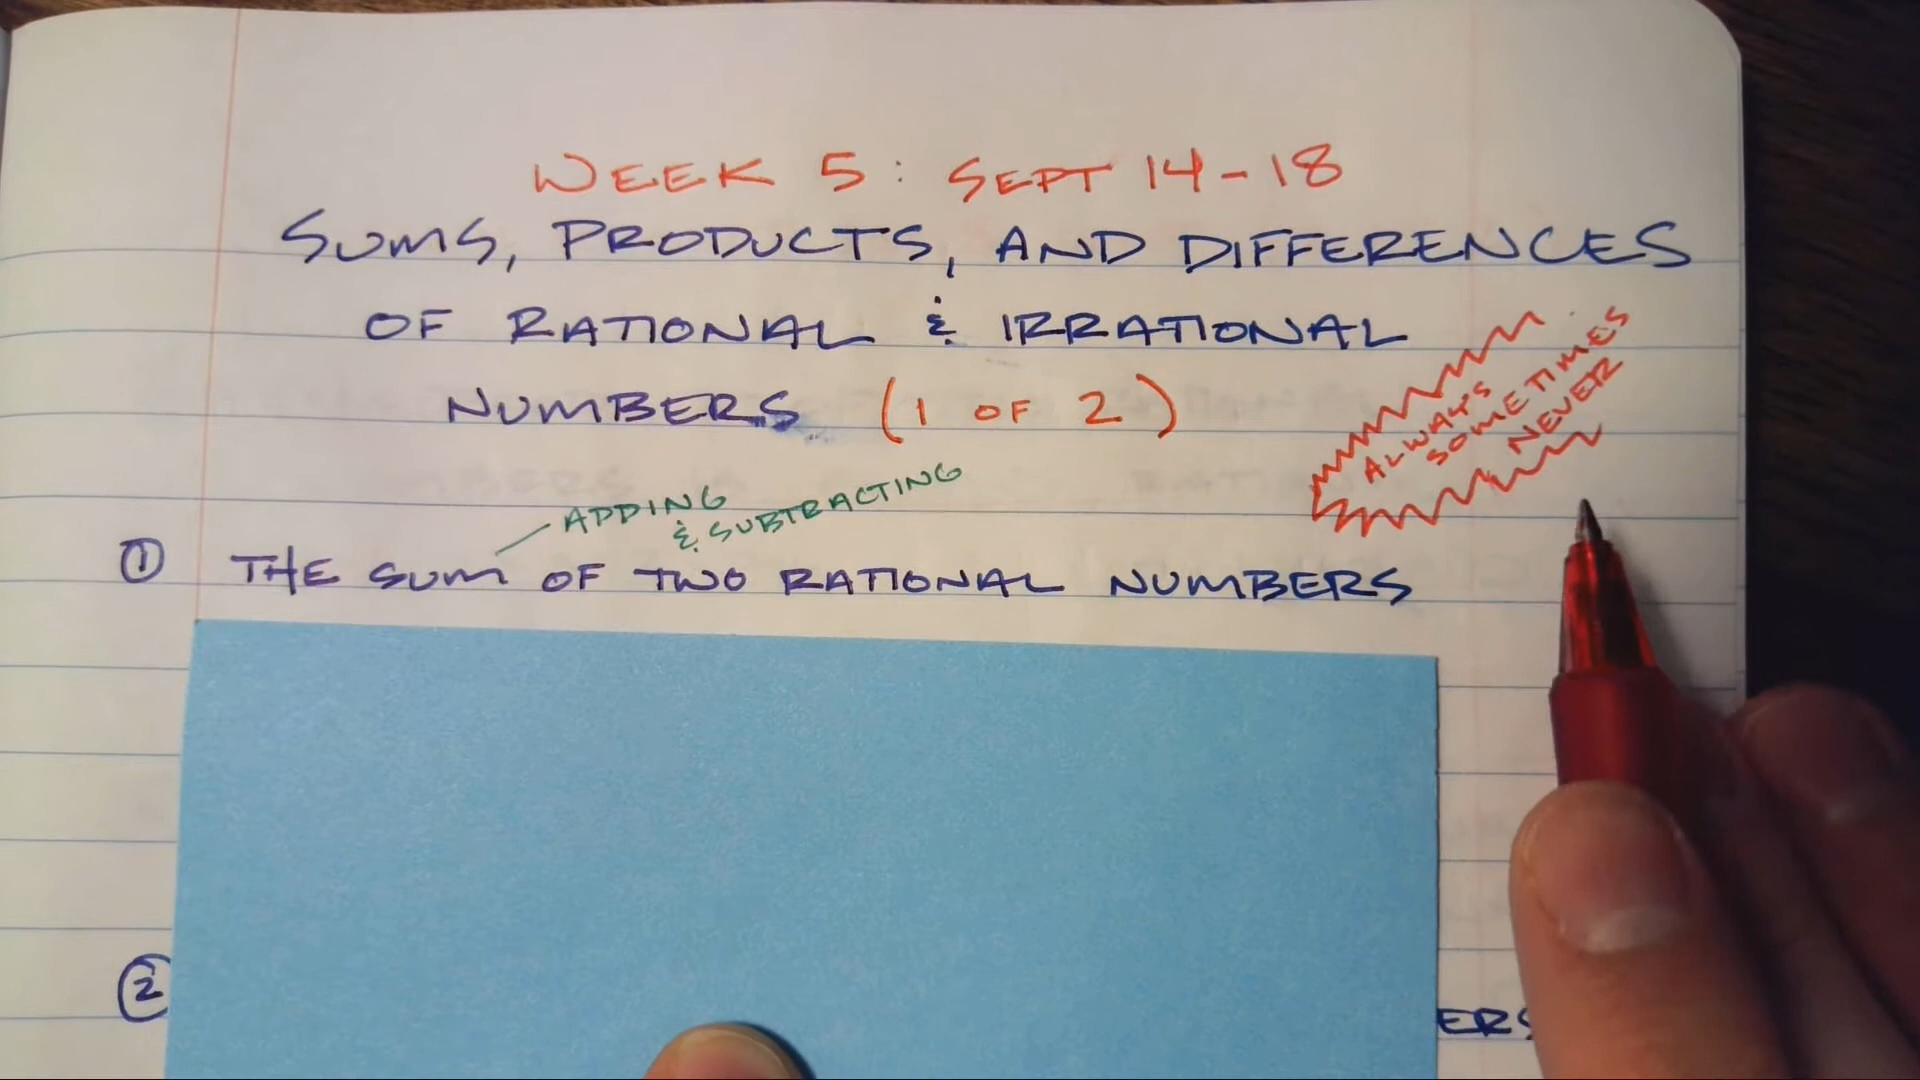 WEEK 5: SEPT 14-18
SUMS, PRODUCTS, AND DIFFERENCES
OF RATIONAL & IRRATIONAL
NUMBERS (1 OF 2)
ALWAYS
SOMETIMES
NEVER
ADDING
& SUBTRACTING
① THE SUM OF TWO RATIONAL NUMBERS
②